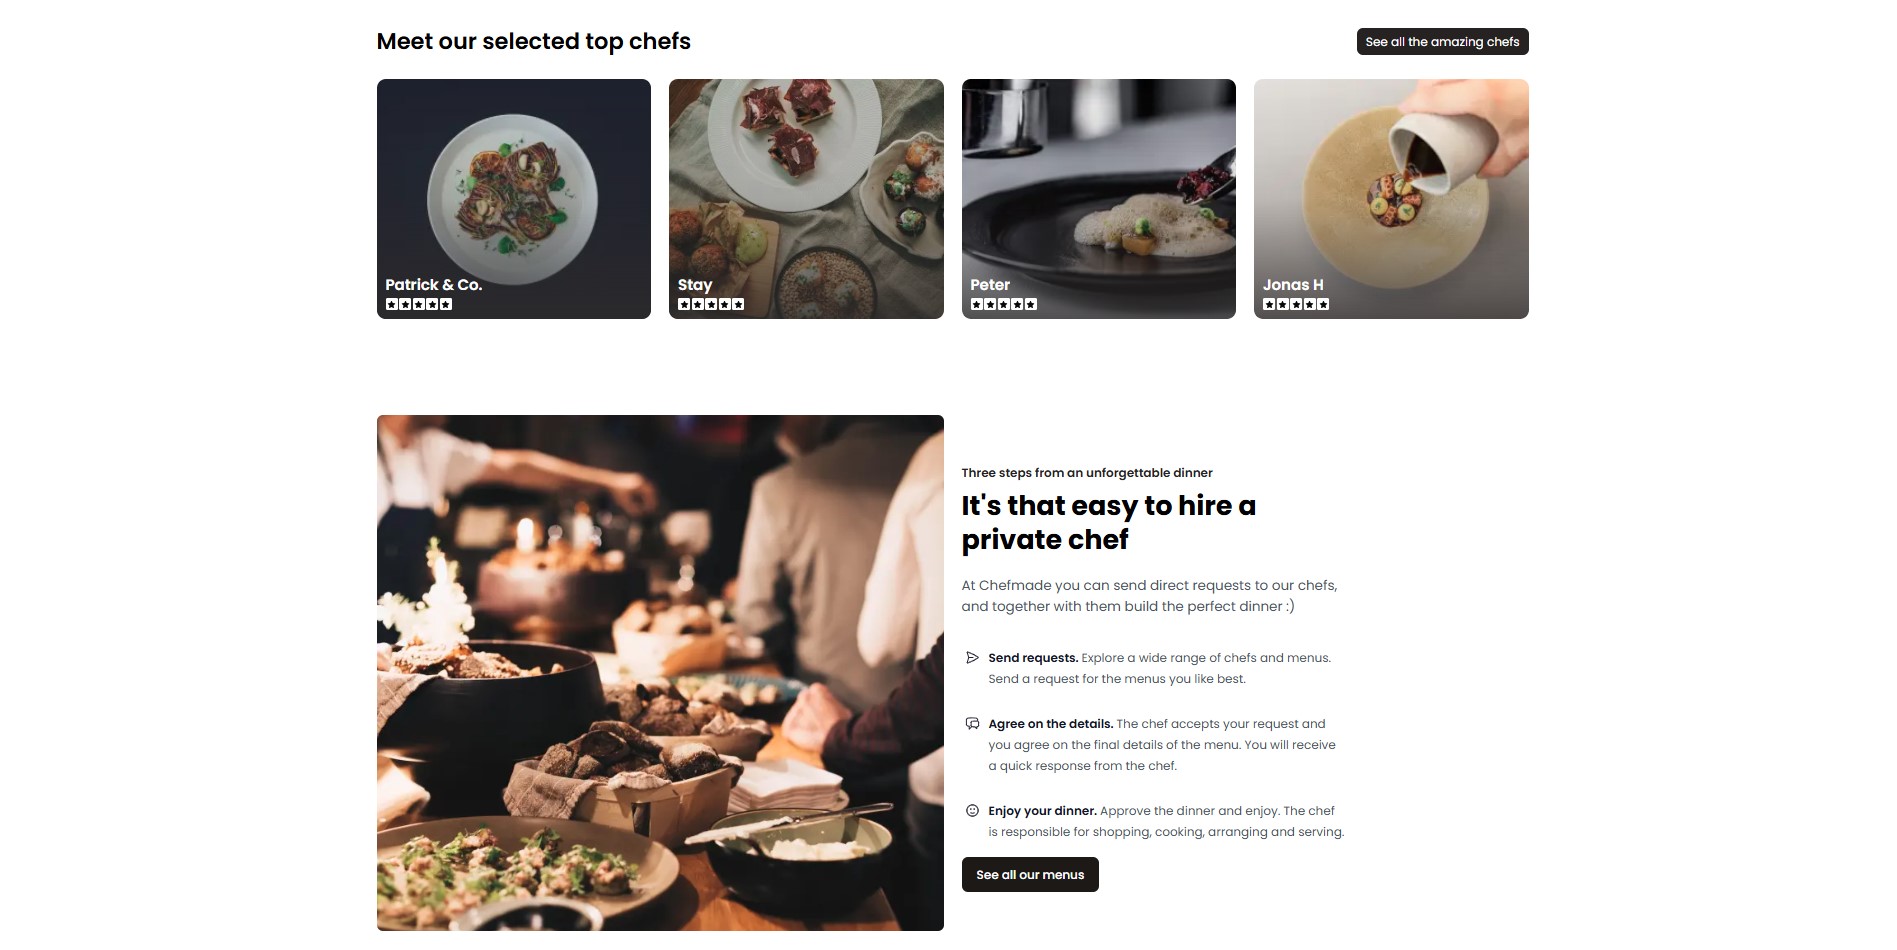 Meet our selected top chefs
See all the amazing chefs
Patrick & Co.
Stay
Peter
Jonas H
Three steps from an unforgettable dinner
It's that easy to hire a
private chef
At Chefmade you can send direct requests to our chefs,
and together with them build the perfect dinner :)
Send requests. Explore a wide range of chefs and menus.
Send a request for the menus you like best.
Agree on the details. The chef accepts your request and
you agree on the final details of the menu. You will receive
a quick response from the chef.
Enjoy your dinner. Approve the dinner and enjoy. The chef
is responsible for shopping, cooking, arranging and serving.
See all our menus